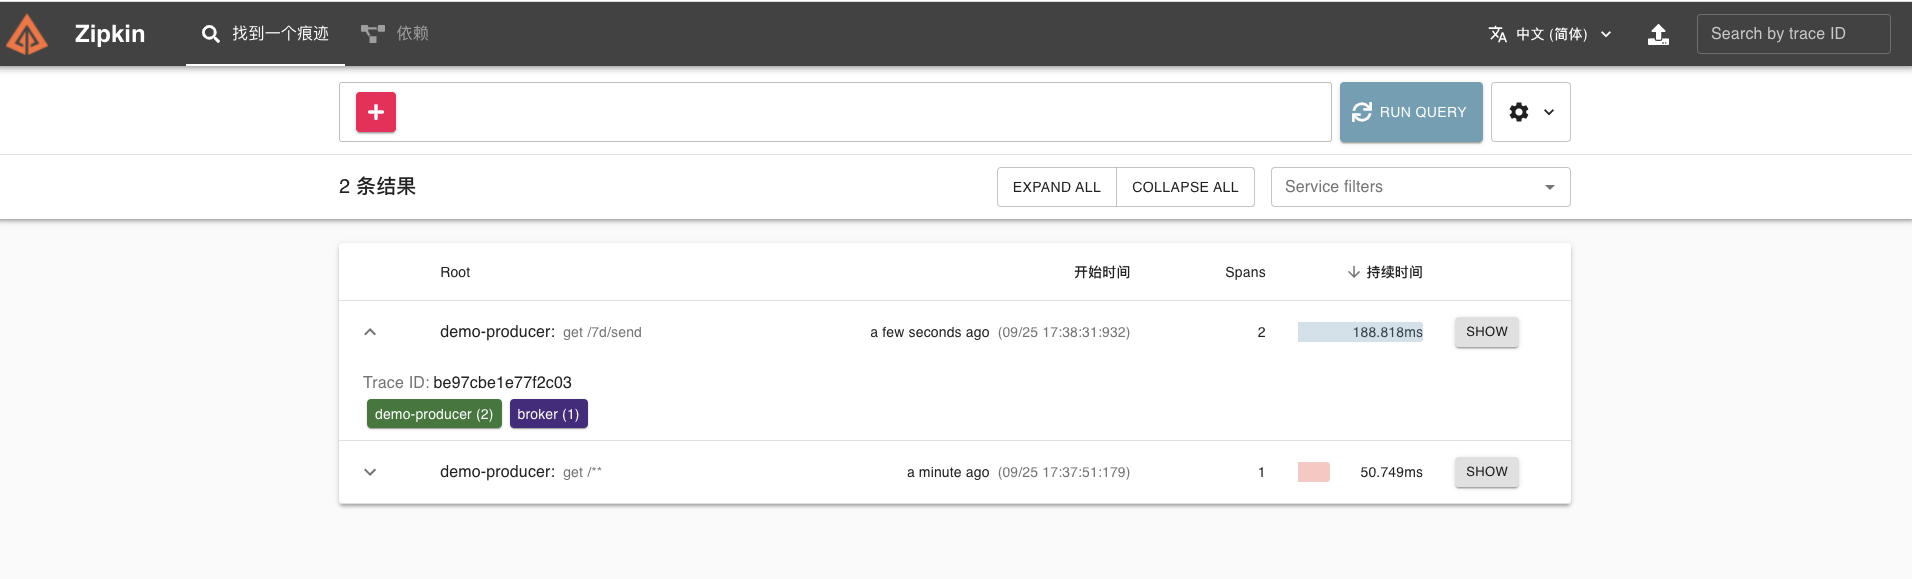 Zipkin 找到一个痕迹 依赖 中文 (简体) Search by trace ID
RUN QUERY
2 条结果 EXPAND ALL COLLAPSE ALL Service filters
Root 开始时间 Spans 持续时间
demo-producer: get /7d/send a few seconds ago (09/25 17:38:31:932) 2 188.818ms SHOW
Trace ID: be97cbe1e77f2c03
demo-producer (2) broker (1)
demo-producer: get /** a minute ago (09/25 17:37:51:179) 1 50.749ms SHOW